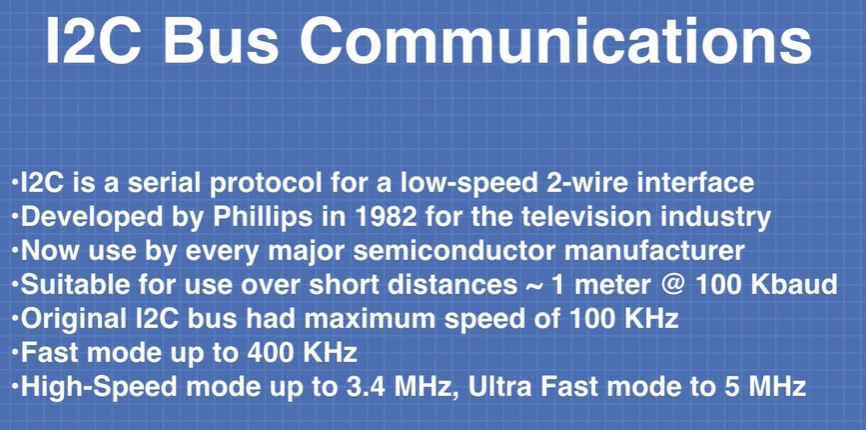 I2C Bus Communications
•I2C is a serial protocol for a low-speed 2-wire interface
•Developed by Phillips in 1982 for the television industry
•Now use by every major semiconductor manufacturer
•Suitable for use over short distances ~ 1 meter @ 100 Kbaud
•Original I2C bus had maximum speed of 100 KHz
•Fast mode up to 400 KHz
•High-Speed mode up to 3.4 MHz, Ultra Fast mode to 5 MHz